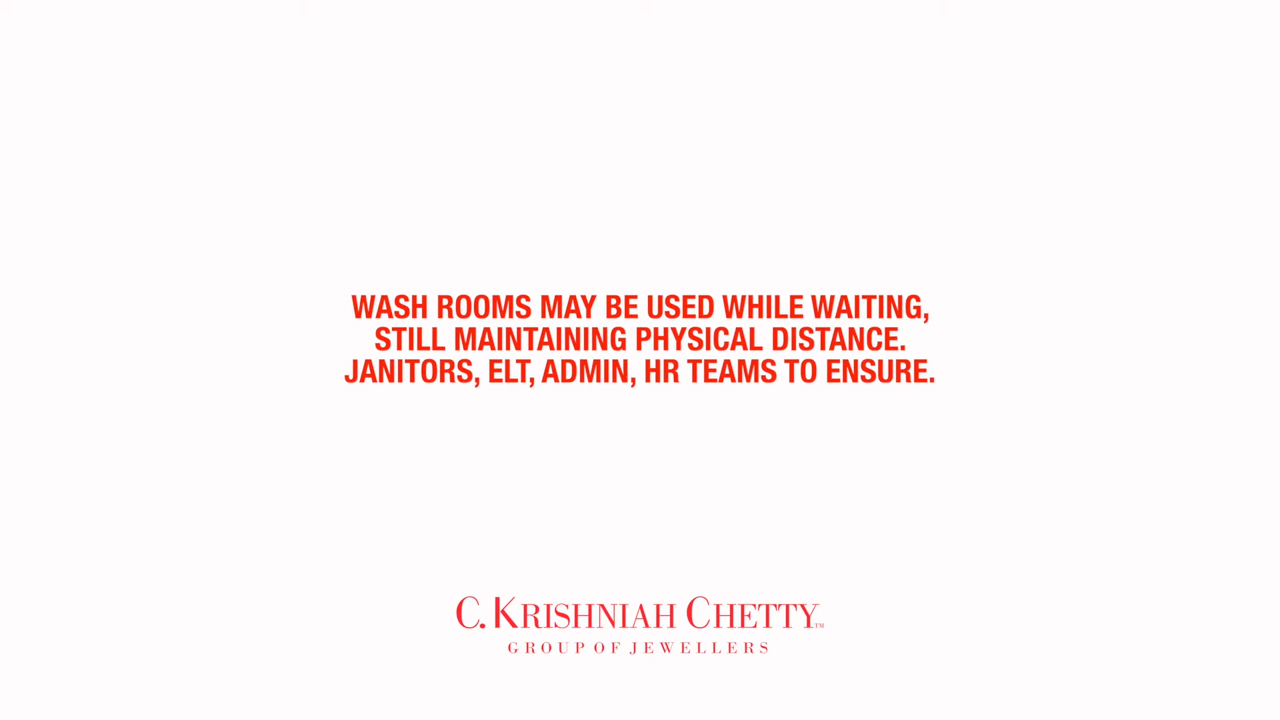 WASH ROOMS MAY BE USED WHILE WAITING,
STILL MAINTAINING PHYSICAL DISTANCE.
JANITORS, ELT, ADMIN, HR TEAMS TO ENSURE.
C. KRISHNIAH CHETTY™
GROUP OF JEWELLERS